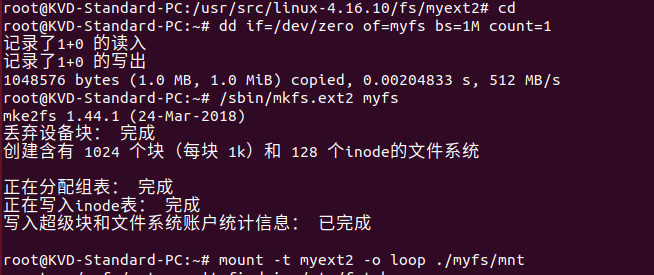 root@KVD-Standard-PC:/usr/src/linux-4.16.10/fs/myext2# cd
root@KVD-Standard-PC:~# dd if=/dev/zero of=myfs bs=1M count=1
记录了1+0 的读入
记录了1+0 的写出
1048576 bytes (1.0 MB, 1.0 MiB) copied, 0.00204833 s, 512 MB/s
root@KVD-Standard-PC:~# /sbin/mkfs.ext2 myfs
mke2fs 1.44.1 (24-Mar-2018)
丢弃设备块： 完成
创建含有 1024 个块（每块 1k）和 128 个inode的文件系统
正在分配组表： 完成
正在写入inode表： 完成
写入超级块和文件系统账户统计信息： 已完成
root@KVD-Standard-PC:~# mount -t myext2 -o loop ./myfs/mnt